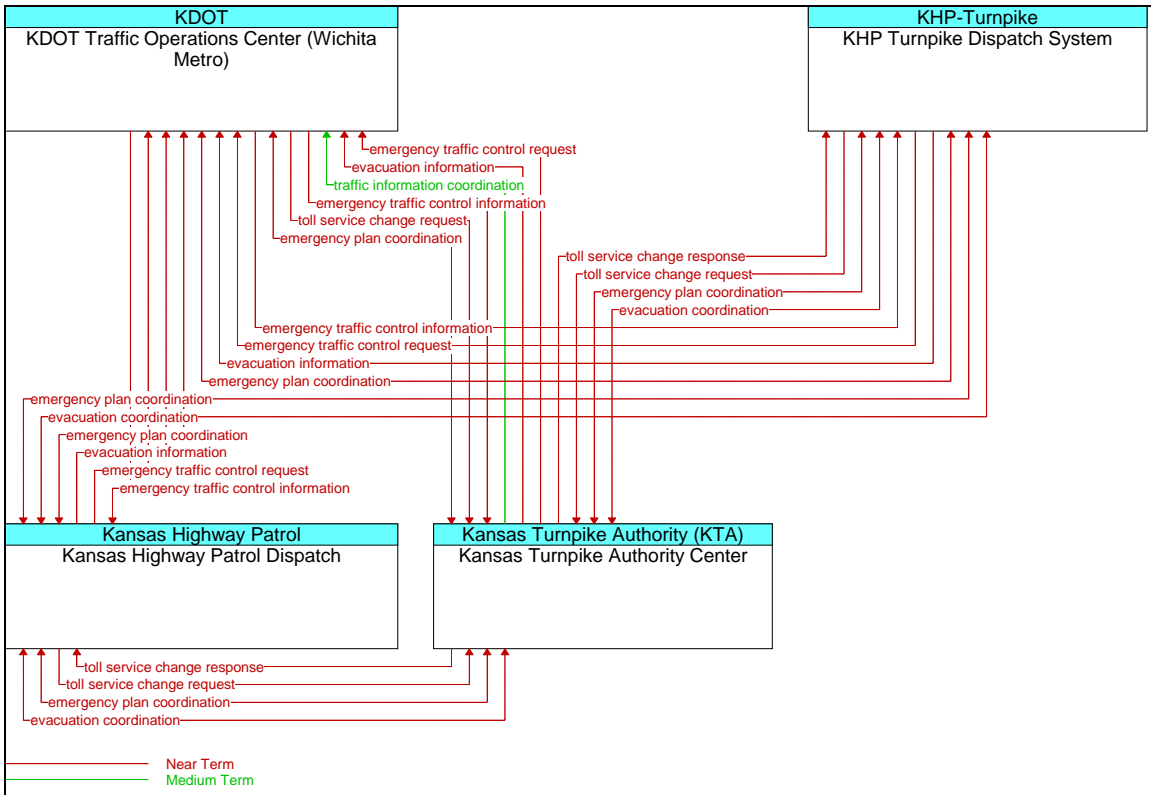 KDOT
KDOT Traffic Operations Center (Wichita
Metro)
KHP-Turnpike
KHP Turnpike Dispatch System
emergency traffic control request
evacuation information
traffic information coordination
emergency traffic control information
toll service change request
emergency plan coordination
toll service change response
toll service change request
emergency plan coordination
evacuation coordination
emergency traffic control information
emergency traffic control request
evacuation information
emergency plan coordination
emergency plan coordination
evacuation coordination
emergency plan coordination
evacuation information
emergency traffic control request
emergency traffic control information
Kansas Highway Patrol
Kansas Highway Patrol Dispatch
Kansas Turnpike Authority (KTA)
Kansas Turnpike Authority Center
toll service change response
toll service change request
emergency plan coordination
evacuation coordination
Near Term
Medium Term